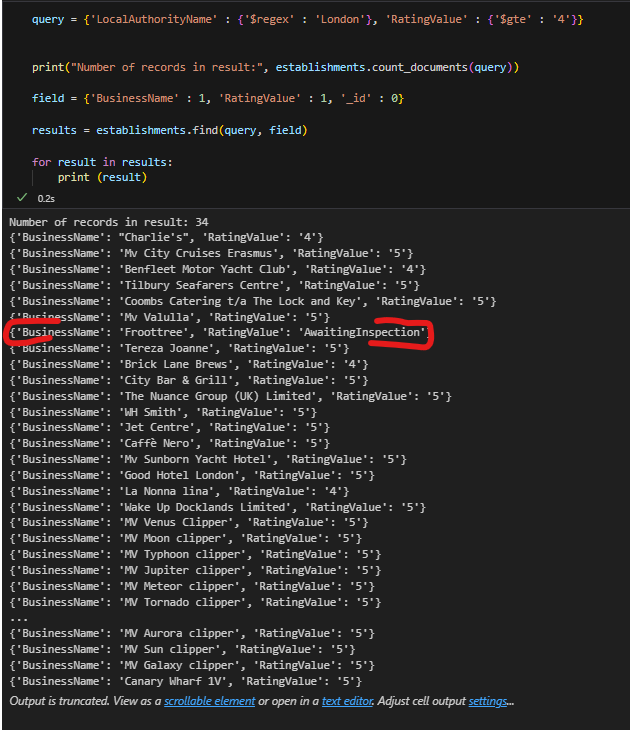 query = {'LocalAuthorityName' : {'$regex' : 'London'}, 'RatingValue' : {'$gte' : '4'}}
print("Number of records in result:", establishments.count_documents(query))
field = {'BusinessName' : 1, 'RatingValue' : 1, '_id' : 0}
results = establishments.find(query, field)
for result in results:
    print (result)
0.2s
Number of records in result: 34
{'BusinessName': "Charlie's", 'RatingValue': '4'}
{'BusinessName': 'Mv City Cruises Erasmus', 'RatingValue': '5'}
{'BusinessName': 'Benfleet Motor Yacht Club', 'RatingValue': '4'}
{'BusinessName': 'Tilbury Seafarers Centre', 'RatingValue': '5'}
{'BusinessName': 'Coombs Catering t/a The Lock and Key', 'RatingValue': '5'}
{'BusinessName': 'Mv Valulla', 'RatingValue': '5'}
{'BusinessName': 'Froottree', 'RatingValue': 'AwaitingInspection'}
{'BusinessName': 'Tereza Joanne', 'RatingValue': '5'}
{'BusinessName': 'Brick Lane Brews', 'RatingValue': '4'}
{'BusinessName': 'City Bar & Grill', 'RatingValue': '5'}
{'BusinessName': 'The Nuance Group (UK) Limited', 'RatingValue': '5'}
{'BusinessName': 'WH Smith', 'RatingValue': '5'}
{'BusinessName': 'Jet Centre', 'RatingValue': '5'}
{'BusinessName': 'Caffè Nero', 'RatingValue': '5'}
{'BusinessName': 'Mv Sunborn Yacht Hotel', 'RatingValue': '5'}
{'BusinessName': 'Good Hotel London', 'RatingValue': '5'}
{'BusinessName': 'La Nonna lina', 'RatingValue': '4'}
{'BusinessName': 'Wake Up Docklands Limited', 'RatingValue': '5'}
{'BusinessName': 'MV Venus Clipper', 'RatingValue': '5'}
{'BusinessName': 'MV Moon clipper', 'RatingValue': '5'}
{'BusinessName': 'MV Typhoon clipper', 'RatingValue': '5'}
{'BusinessName': 'MV Jupiter clipper', 'RatingValue': '5'}
{'BusinessName': 'MV Meteor clipper', 'RatingValue': '5'}
{'BusinessName': 'MV Tornado clipper', 'RatingValue': '5'}
...
{'BusinessName': 'MV Aurora clipper', 'RatingValue': '5'}
{'BusinessName': 'MV Sun clipper', 'RatingValue': '5'}
{'BusinessName': 'MV Galaxy clipper', 'RatingValue': '5'}
{'BusinessName': 'Canary Wharf 1V', 'RatingValue': '5'}
Output is truncated. View as a scrollable element or open in a text editor. Adjust cell output settings...